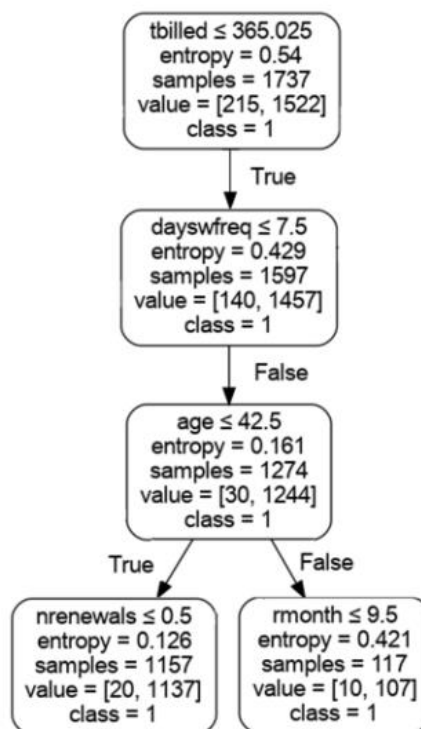 tbilled ≤ 365.025
entropy = 0.54
samples = 1737
value = [215, 1522]
class = 1
True
dayswfreq ≤ 7.5
entropy = 0.429
samples = 1597
value = [140, 1457]
class = 1
False
age ≤ 42.5
entropy = 0.161
samples = 1274
value = [30, 1244]
class = 1
True
False
nrenewals ≤ 0.5
entropy = 0.126
samples = 1157
value = [20, 1137]
class = 1
rmonth ≤ 9.5
entropy = 0.421
samples = 117
value = [10, 107]
class = 1